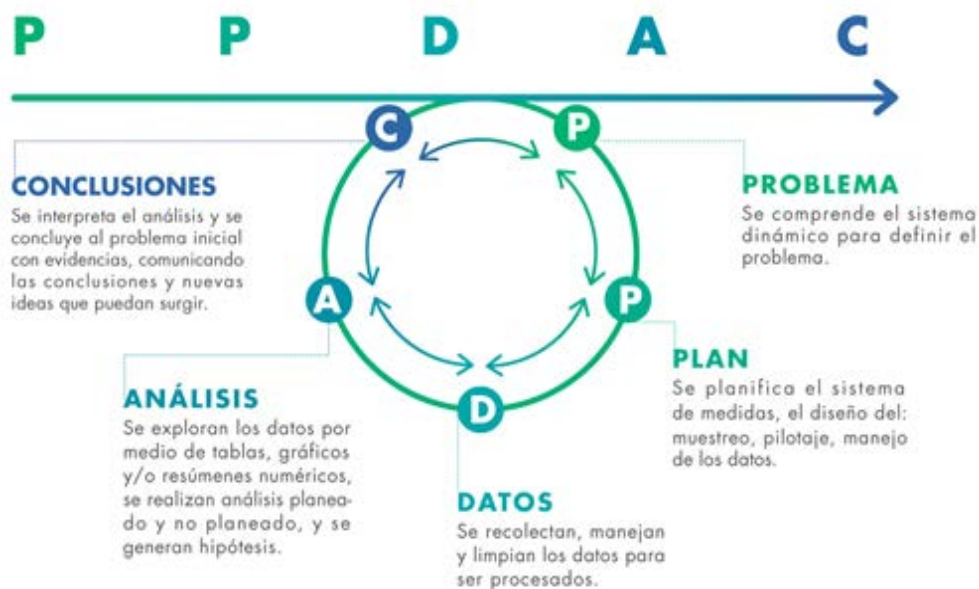 P P D A C
C P
CONCLUSIONES
Se interpreta el análisis y se
concluye al problema inicial
con evidencias, comunicando
las conclusiones y nuevas
ideas que puedan surgir.
PROBLEMA
Se comprende el sistema
dinámico para definir el
problema.
A P
PLAN
Se planifica el sistema
de medidas, el diseño del:
muestreo, pilotaje, manejo
de los datos.
ANÁLISIS
Se exploran los datos por
medio de tablas, gráficos
y/o resúmenes numéricos,
se realizan análisis planea-
do y no planeado, y se
generan hipótesis.
D
DATOS
Se recolectan, manejan
y limpian los datos para
ser procesados.